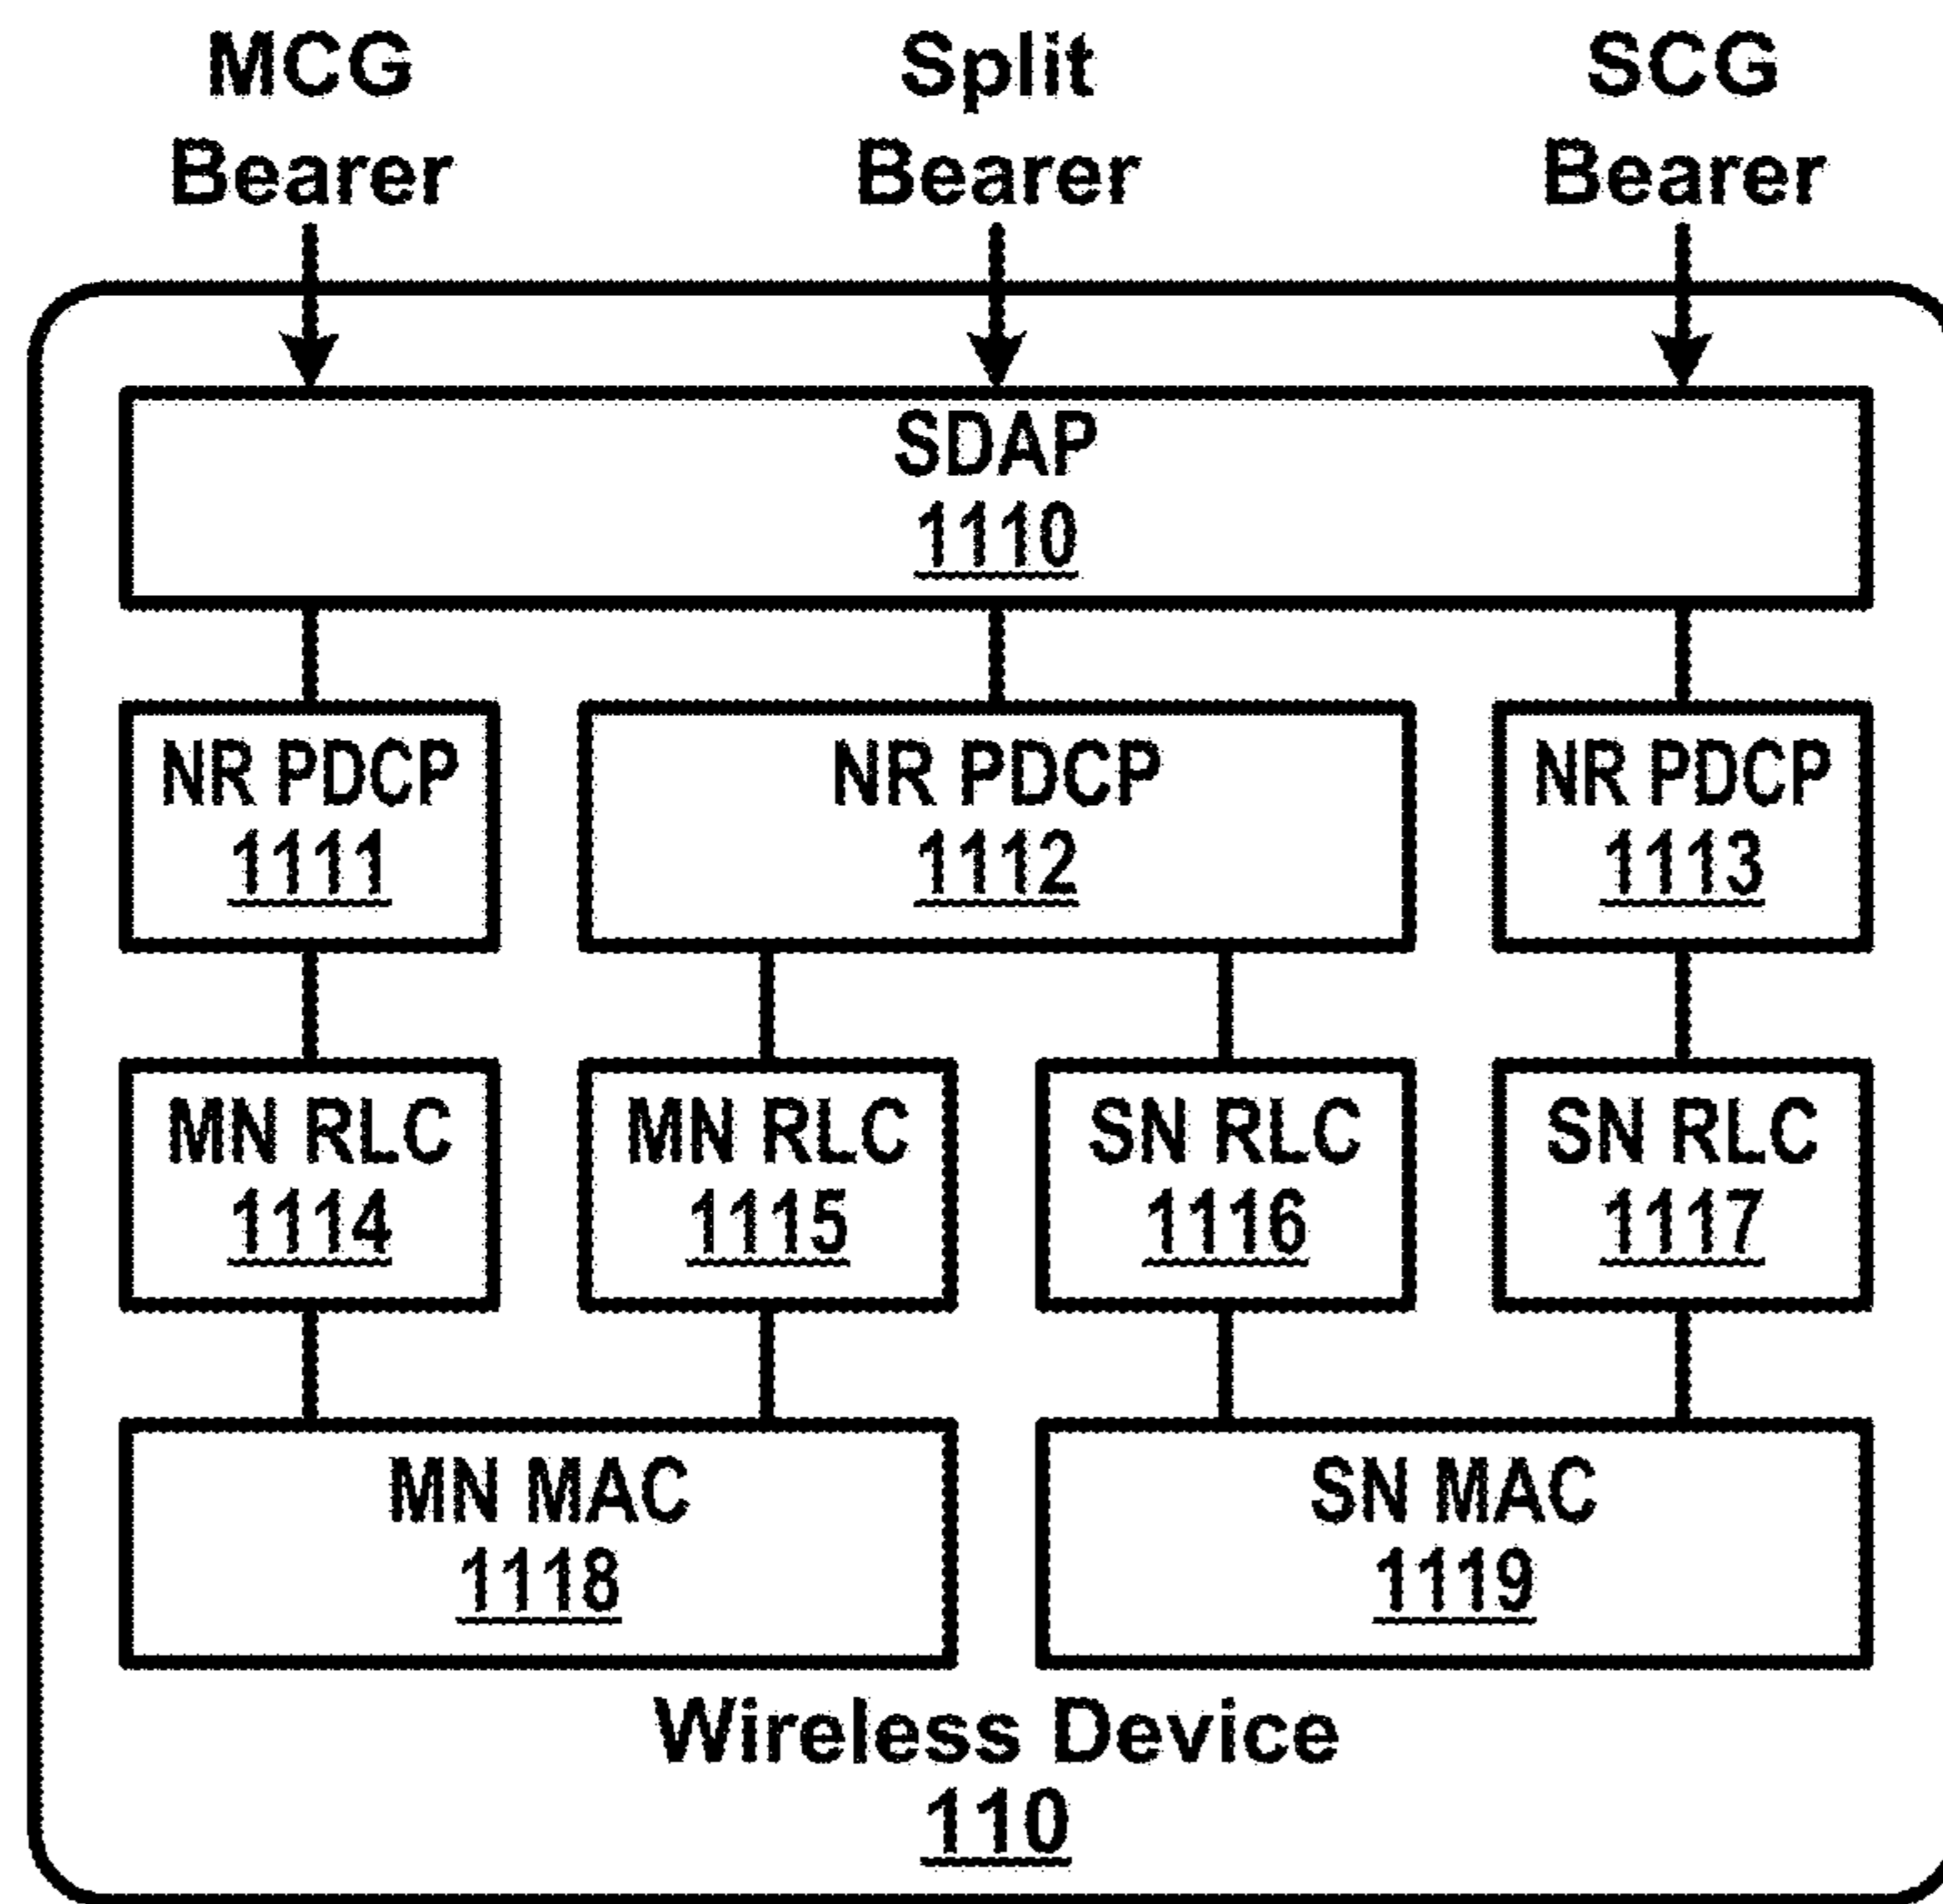 MCG
Bearer
Split
Bearer
SCG
Bearer
SDAP
1110
NR PDCP
1111
NR PDCP
1112
NR PDCP
1113
MN RLC
1114
MN RLC
1115
SN RLC
1116
SN RLC
1117
MN MAC
1118
SN MAC
1119
Wireless Device
110